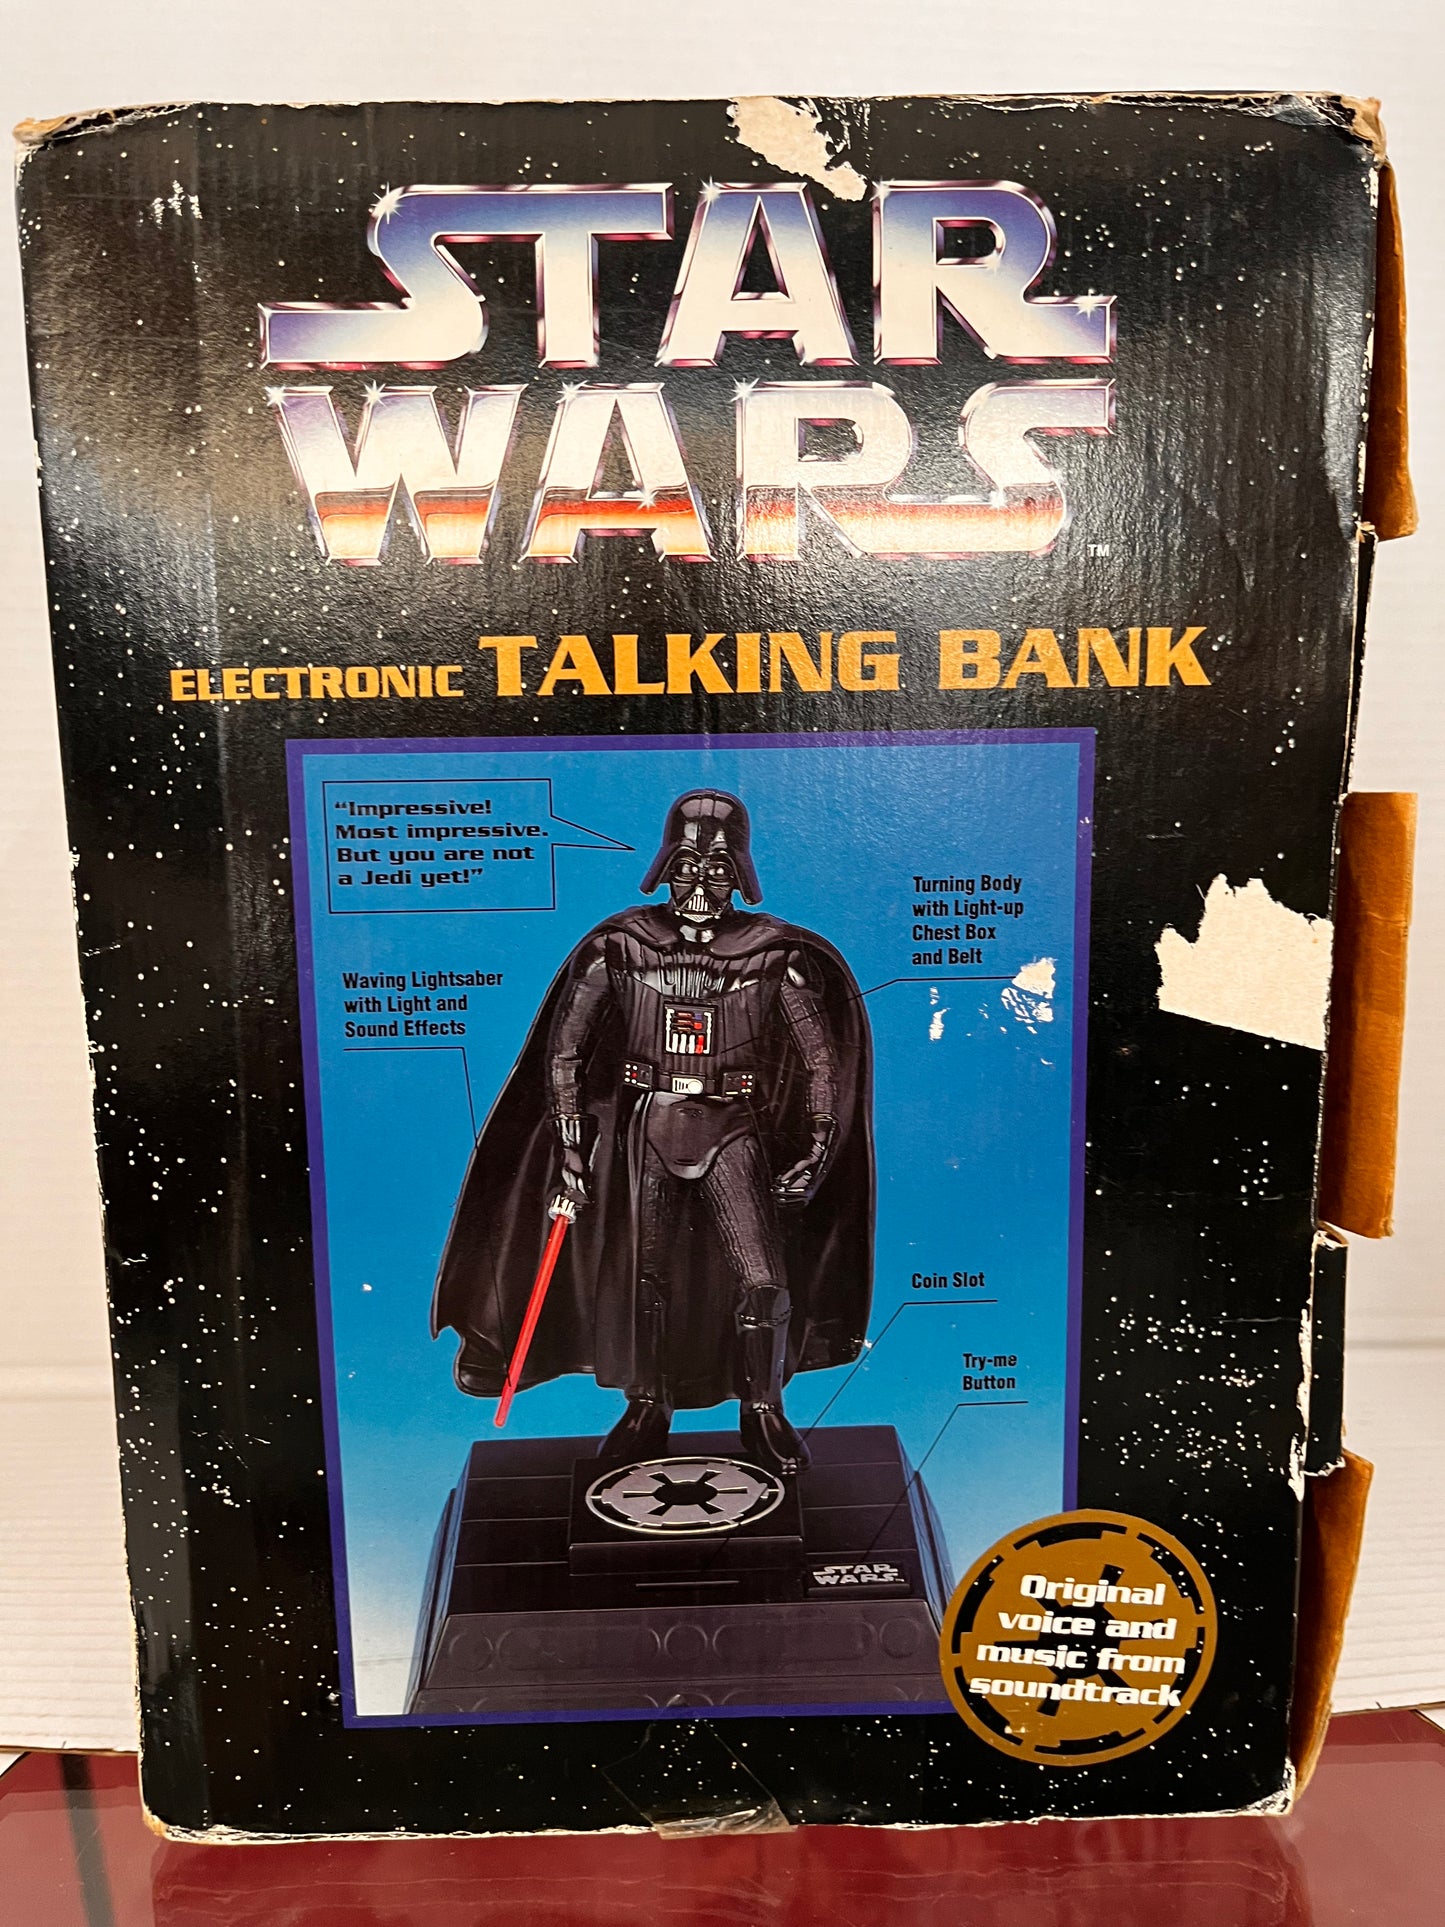 STAR
WARS
TM
ELECTRONIC TALKING BANK
“Impressive!
Most impressive.
But you are not
a Jedi yet!”
Turning Body
with Light-up
Chest Box
and Belt
Waving Lightsaber
with Light and
Sound Effects
Coin Slot
Try-me
Button
STAR
WARS
Original
voice and
music from
soundtrack